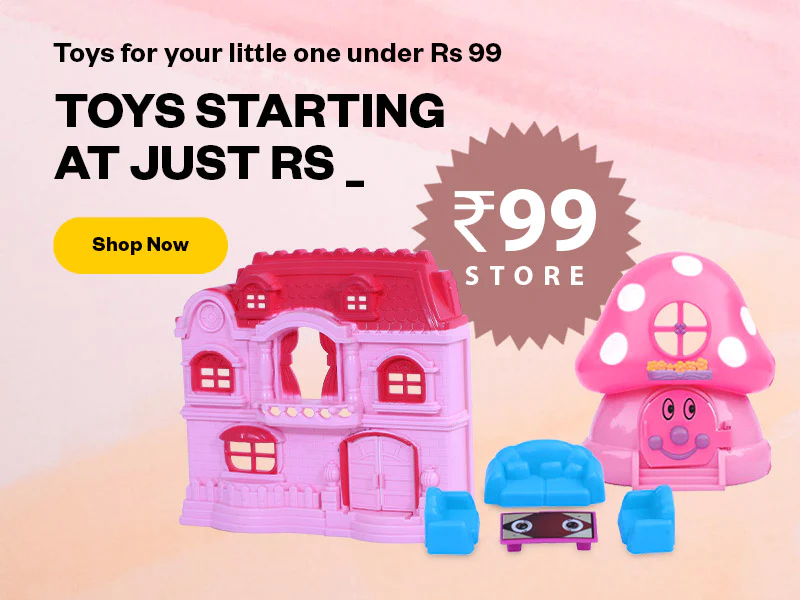 Toys for your little one under Rs 99
TOYS STARTING
AT JUST RS _
Shop Now
₹99
STORE